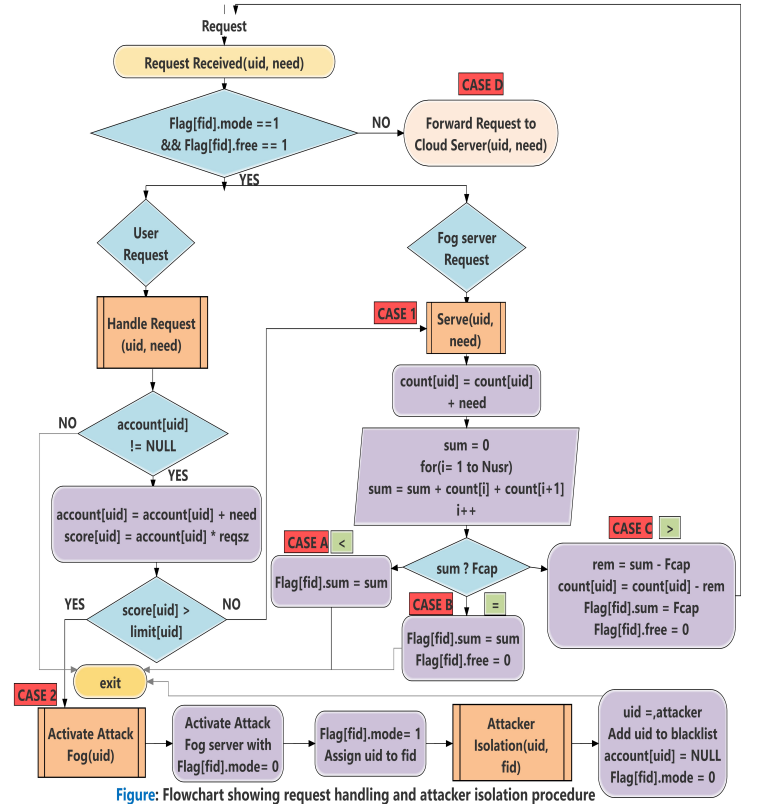 Request
Request Received(uid, need)
CASE D
Flag[fid].mode ==1
&& Flag[fid].free == 1
NO
Forward Request to
Cloud Server(uid, need)
YES
User
Request
Fog server
Request
Handle Request
(uid, need)
CASE 1
Serve(uid,
need)
count[uid] = count[uid]
+ need
NO
account[uid]
!= NULL
YES
sum = 0
for(i= 1 to Nusr)
sum = sum + count[i] + count[i+1]
i++
account[uid] = account[uid] + need
score[uid] = account[uid] * reqsz
CASE A
<
Flag[fid].sum = sum
sum ? Fcap
CASE C
>
rem = sum - Fcap
count[uid] = count[uid] - rem
Flag[fid].sum = Fcap
Flag[fid].free = 0
CASE B
=
Flag[fid].sum = sum
Flag[fid].free = 0
YES
score[uid] >
limit[uid]
NO
exit
CASE 2
Activate Attack
Fog(uid)
Activate Attack
Fog server with
Flag[fid].mode= 0
Flag[fid].mode= 1
Assign uid to fid
Attacker
Isolation(uid,
fid)
uid =,attacker
Add uid to blacklist
account[uid] = NULL
Flag[fid].mode = 0
Figure: Flowchart showing request handling and attacker isolation procedure